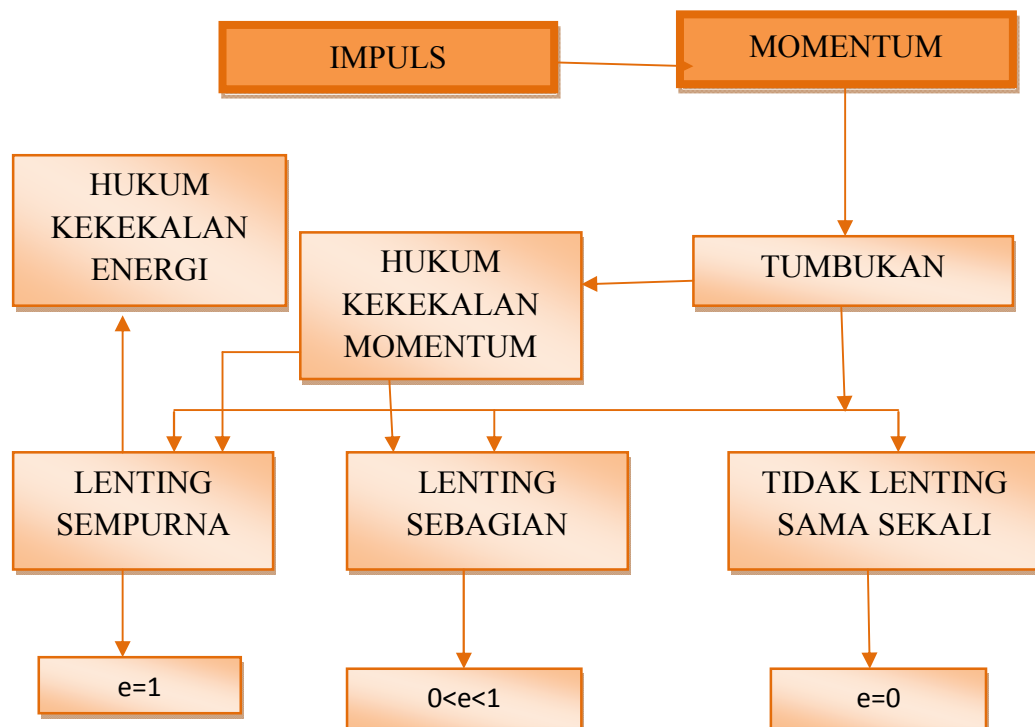 IMPULS
MOMENTUM
HUKUM
KEKEKALAN
ENERGI
HUKUM
KEKEKALAN
MOMENTUM
TUMBUKAN
LENTING
SEMPURNA
LENTING
SEBAGIAN
TIDAK LENTING
SAMA SEKALI
e=1
0<e<1
e=0